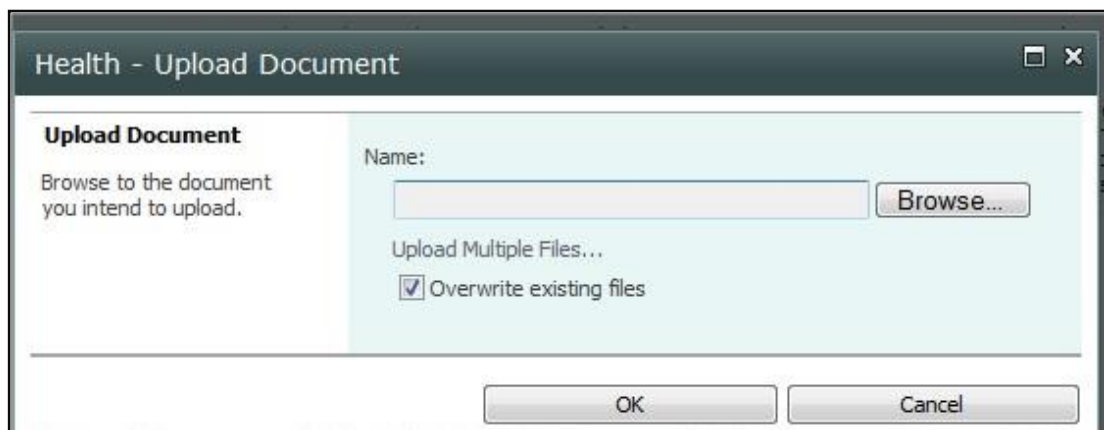 Health - Upload Document
Upload Document
Browse to the document
you intend to upload.
Name:
Browse...
Upload Multiple Files...
Overwrite existing files
OK
Cancel